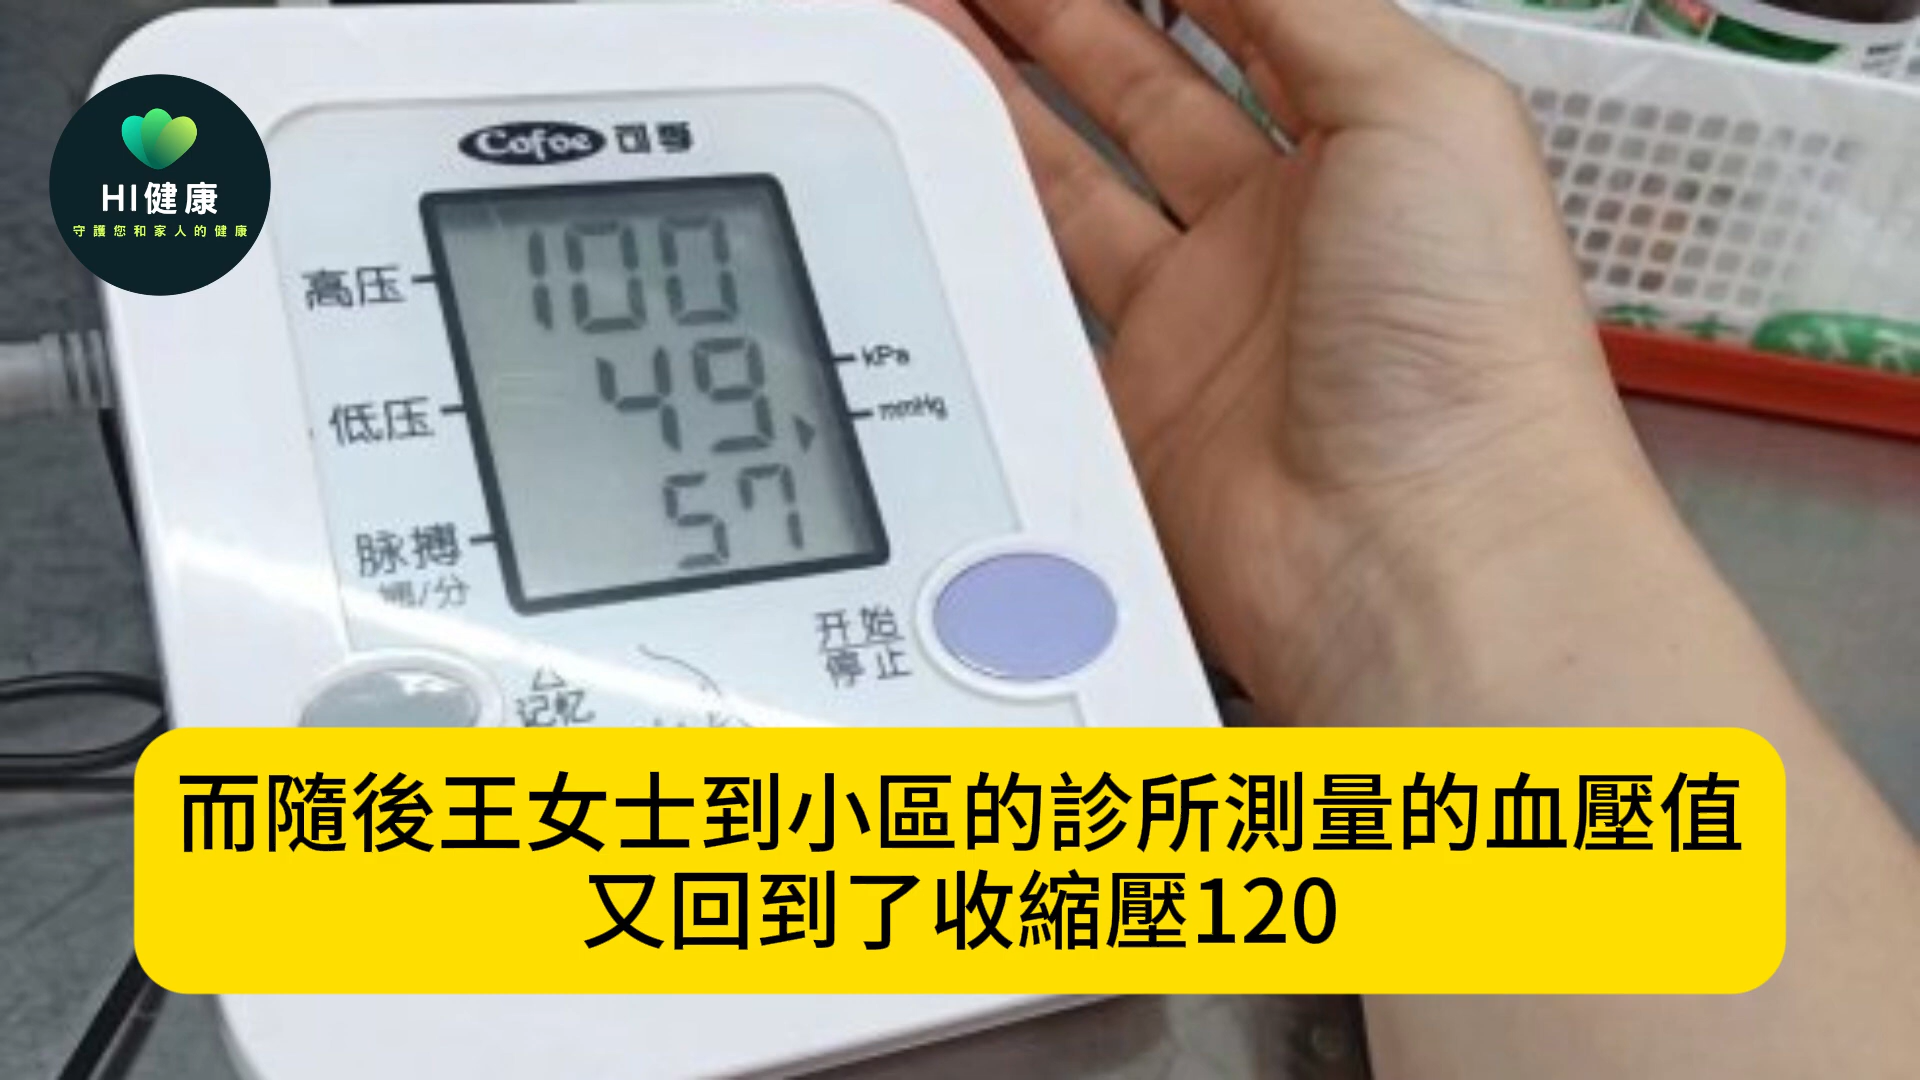 HI健康
守護您和家人的健康
Cofoe 可孚
高压
100
低压
49
脉搏
/分
57
kPa
mmHg
开始
停止
记忆
而隨後王女士到小區的診所測量的血壓值
又回到了收縮壓120